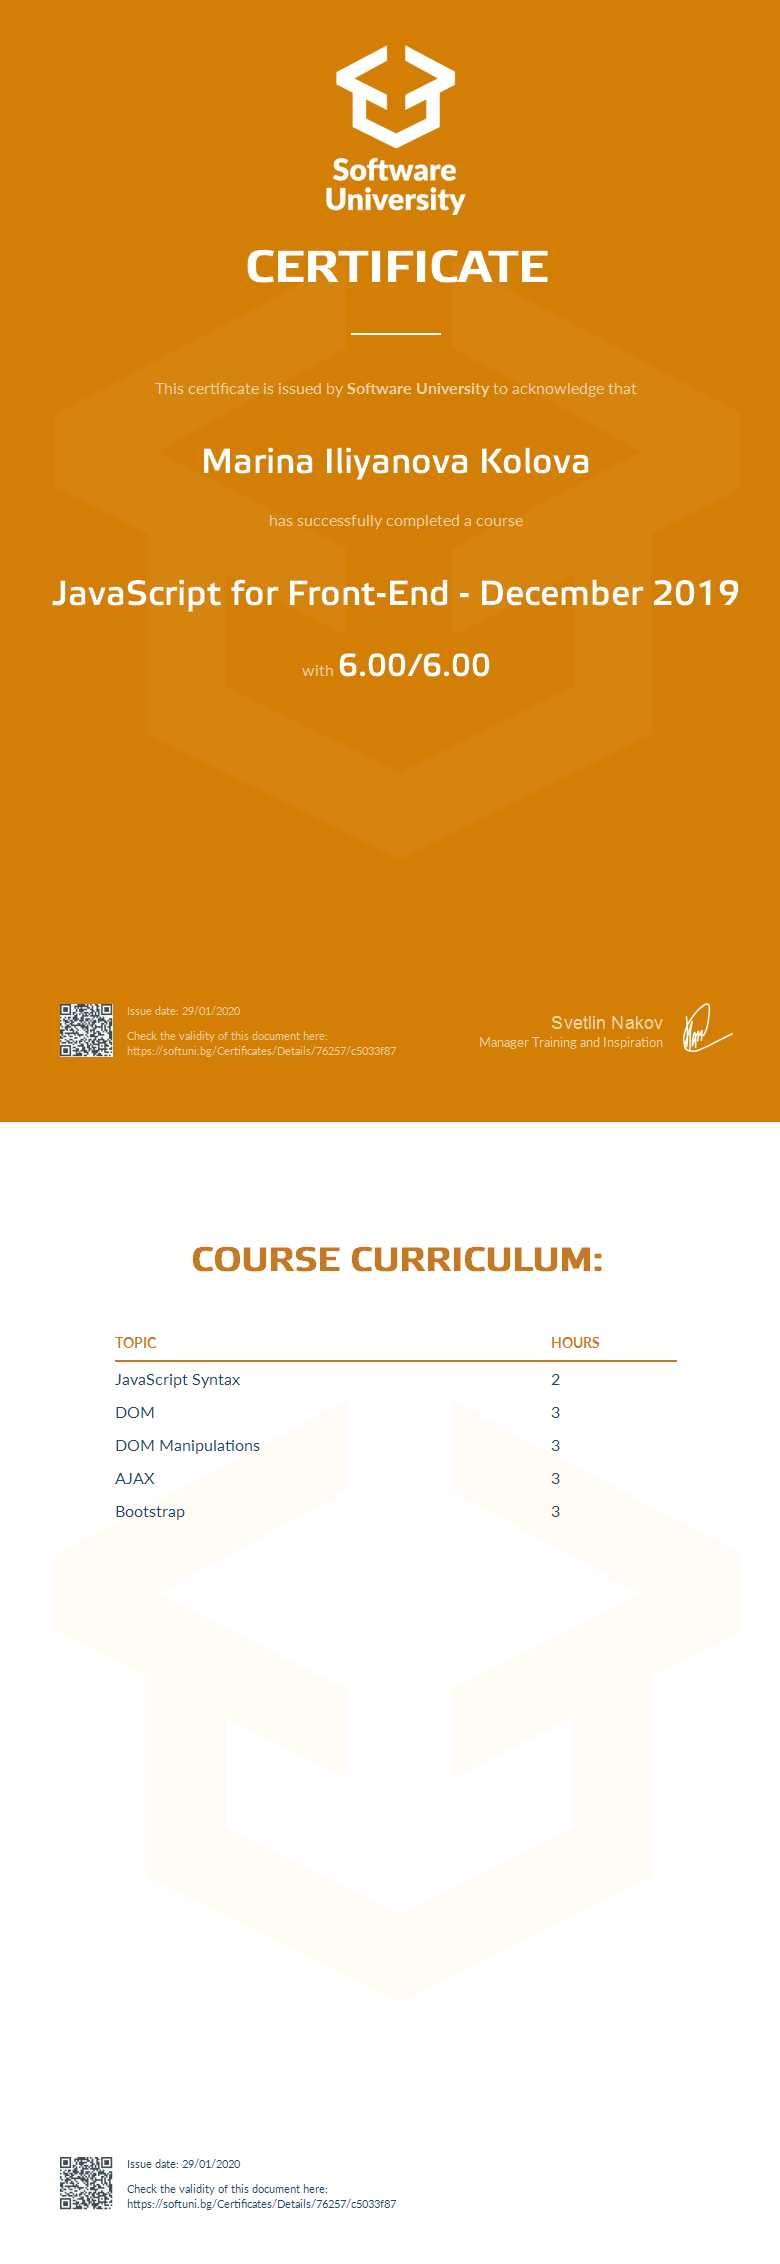 Software
University
CERTIFICATE
This certificate is issued by Software University to acknowledge that
Marina Iliyanova Kolova
has successfully completed a course
JavaScript for Front-End - December 2019
with 6.00/6.00
Issue date: 29/01/2020
Check the validity of this document here:
https://softuni.bg/Certificates/Details/76257/c5033f87
Svetlin Nakov
Manager Training and Inspiration
COURSE CURRICULUM:
TOPIC HOURS
JavaScript Syntax 2
DOM 3
DOM Manipulations 3
AJAX 3
Bootstrap 3
Issue date: 29/01/2020
Check the validity of this document here:
https://softuni.bg/Certificates/Details/76257/c5033f87